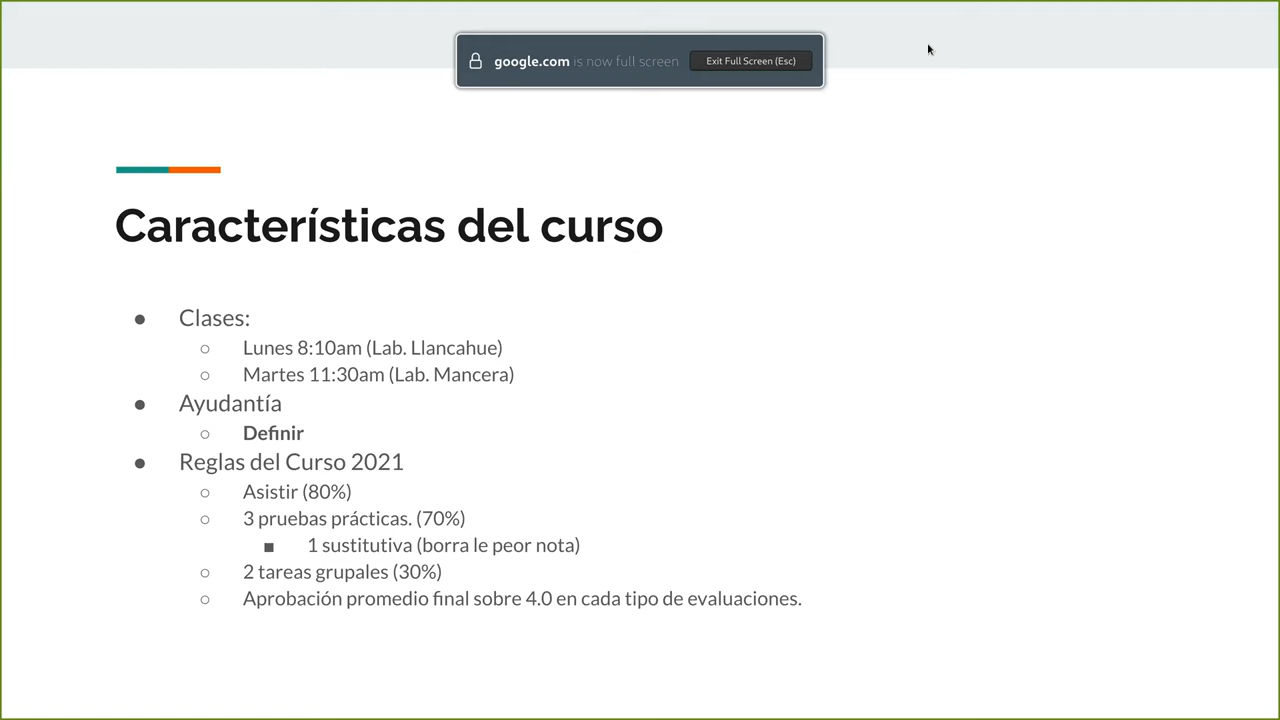 google.com is now full screen Exit Full Screen (Esc)
Características del curso
● Clases:
○ Lunes 8:10am (Lab. Llancahue)
○ Martes 11:30am (Lab. Mancera)
● Ayudantía
○ Definir
● Reglas del Curso 2021
○ Asistir (80%)
○ 3 pruebas prácticas. (70%)
■ 1 sustitutiva (borra le peor nota)
○ 2 tareas grupales (30%)
○ Aprobación promedio final sobre 4.0 en cada tipo de evaluaciones.